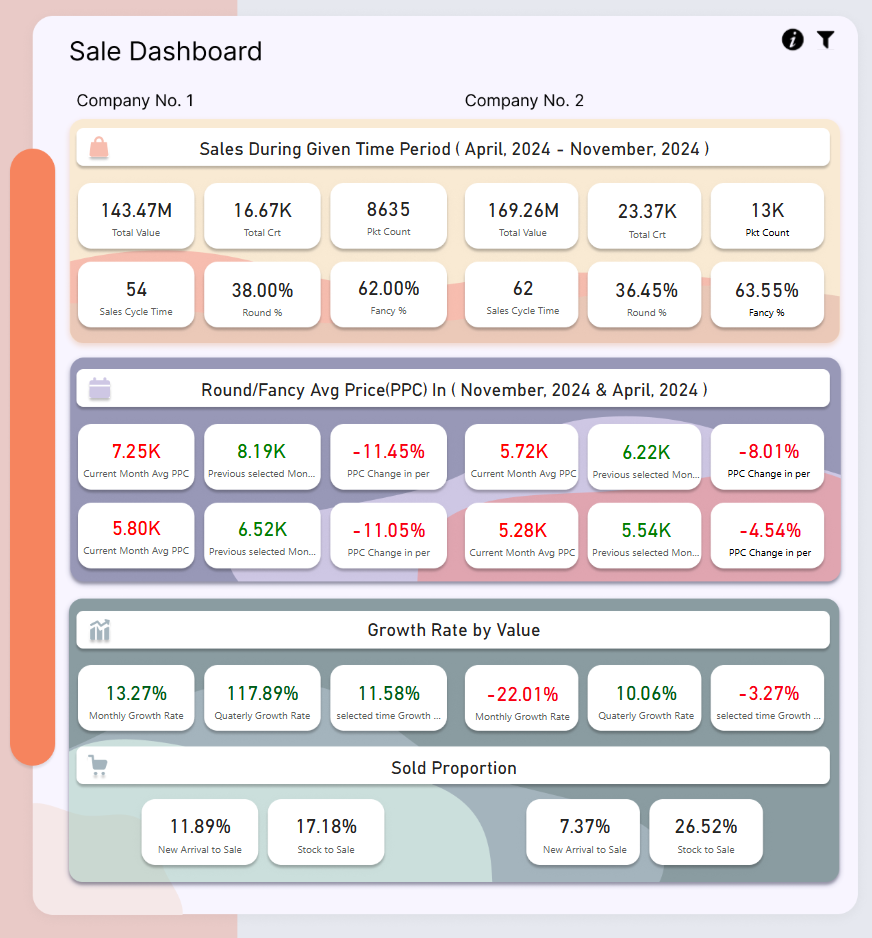 Sale Dashboard
Company No. 1 Company No. 2
Sales During Given Time Period ( April, 2024 - November, 2024 )
143.47M 16.67K 8635 169.26M 23.37K 13K
Total Value Total Crt Pkt Count Total Value Total Crt Pkt Count
54 38.00% 62.00% 62 36.45% 63.55%
Sales Cycle Time Round % Fancy % Sales Cycle Time Round % Fancy %
Round/Fancy Avg Price(PPC) In ( November, 2024 & April, 2024 )
7.25K 8.19K -11.45% 5.72K 6.22K -8.01%
Current Month Avg PPC Previous selected Mon... PPC Change in per Current Month Avg PPC Previous selected Mon... PPC Change in per
5.80K 6.52K -11.05% 5.28K 5.54K -4.54%
Current Month Avg PPC Previous selected Mon... PPC Change in per Current Month Avg PPC Previous selected Mon... PPC Change in per
Growth Rate by Value
13.27% 117.89% 11.58% -22.01% 10.06% -3.27%
Monthly Growth Rate Quaterly Growth Rate selected time Growth ... Monthly Growth Rate Quaterly Growth Rate selected time Growth ...
Sold Proportion
11.89% 17.18% 7.37% 26.52%
New Arrival to Sale Stock to Sale New Arrival to Sale Stock to Sale